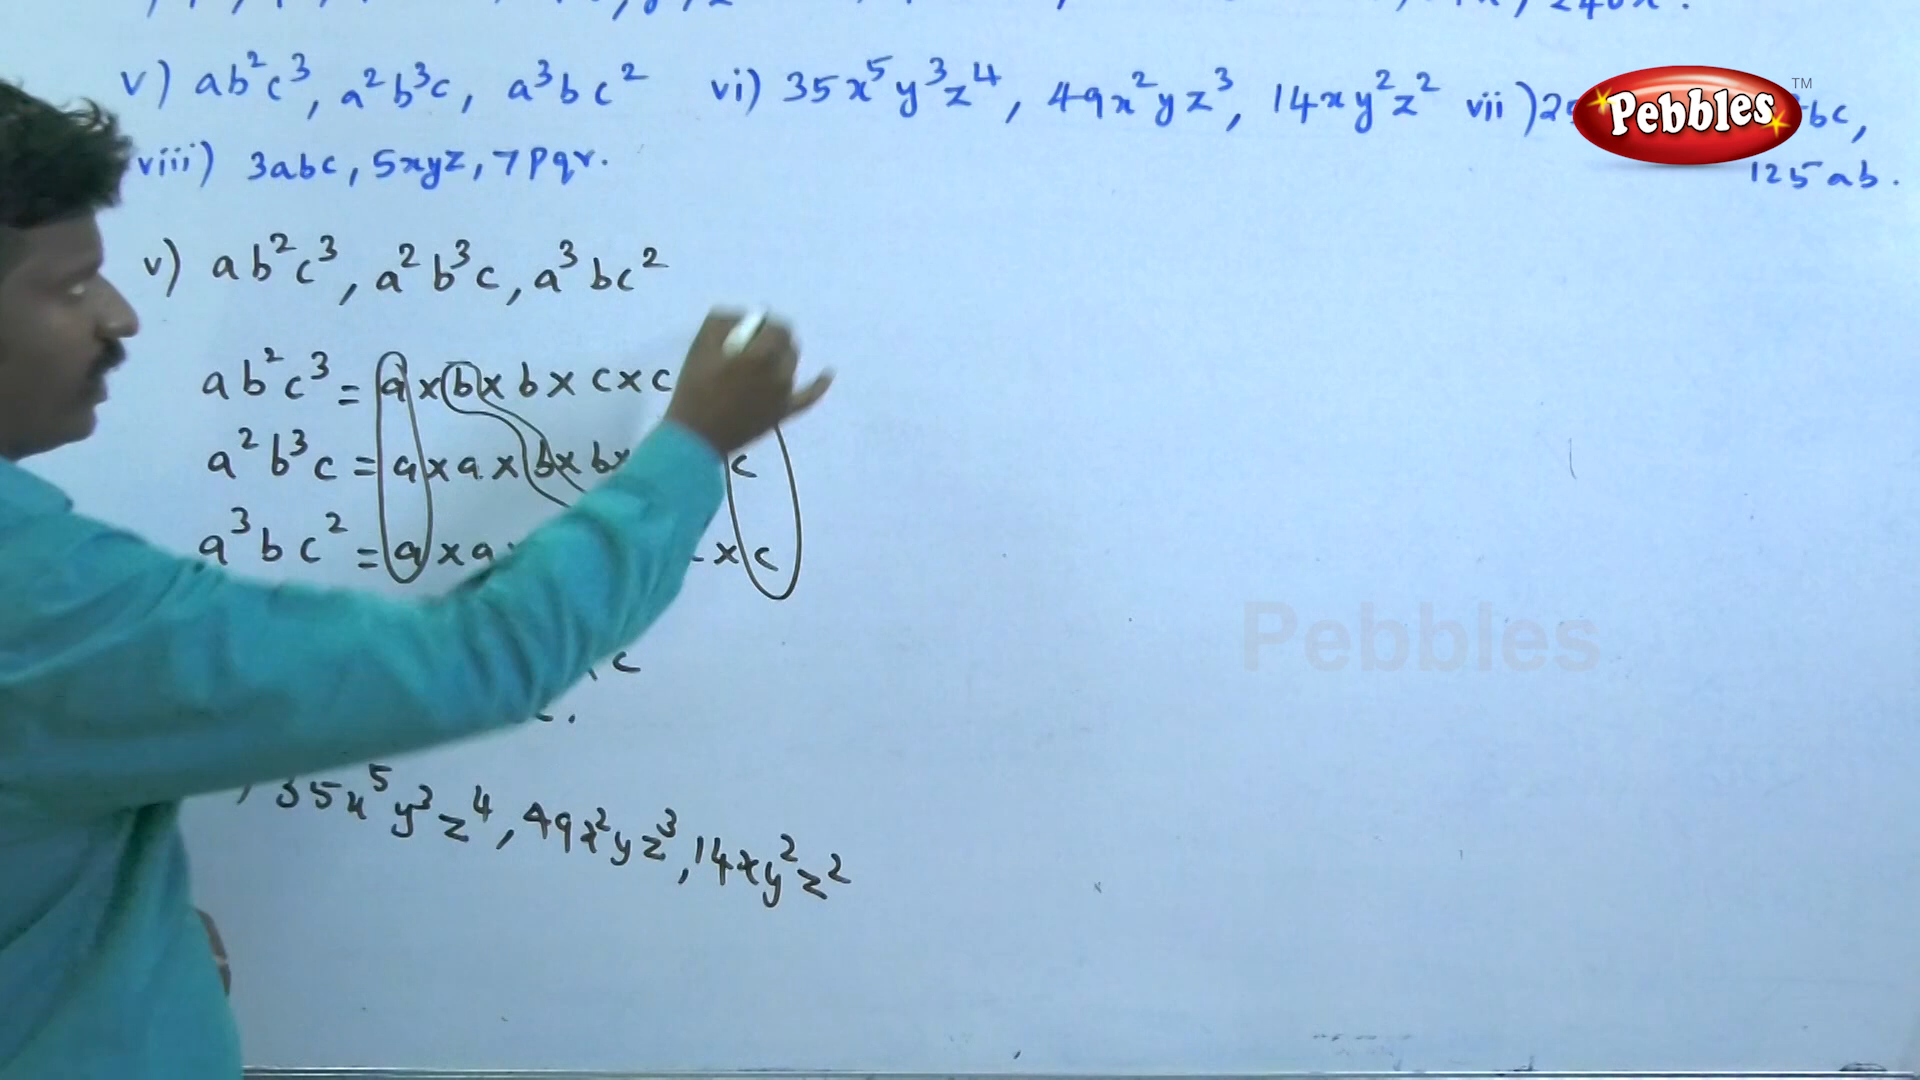 v) ab²c³, a²b³c, a³bc² vi) 35x⁵y³z⁴, 49x²yz³, 14xy²z² vii) 2 bc,
Pebbles TM
viii) 3abc, 5xyz, 7pqr. 125ab.
v) ab²c³, a²b³c, a³bc²
ab²c³ = a × b × b × c × c
a²b³c = a × a × b × b × c
a³bc² = a × a × c
c
Pebbles
35x⁵y³z⁴, 49x²yz³, 14xy²z²